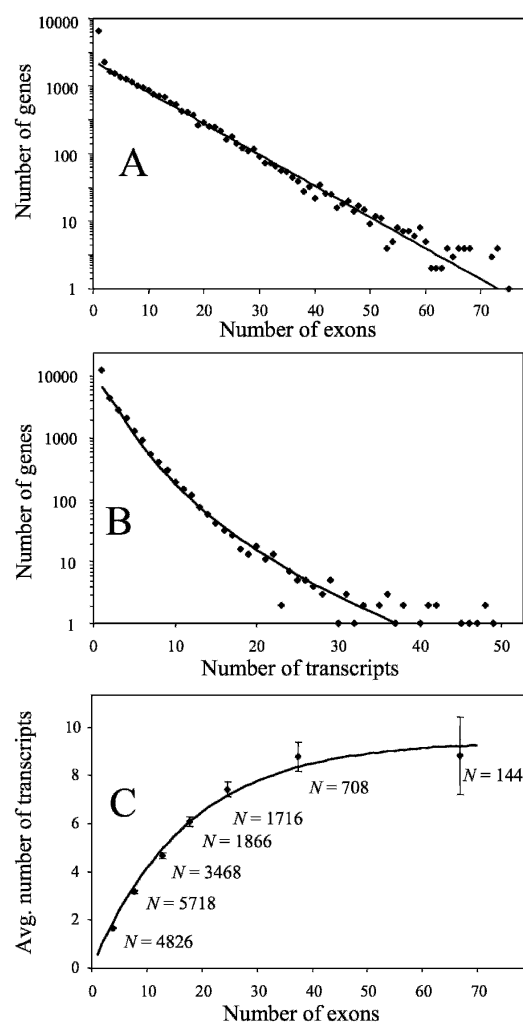 10000
1000
100
10
1
Number of genes
A
0 10 20 30 40 50 60 70
Number of exons
10000
1000
100
10
1
Number of genes
B
0 10 20 30 40 50
Number of transcripts
10
8
6
4
2
0
Avg. number of transcripts
C
N = 144
N = 708
N = 1716
N = 1866
N = 3468
N = 5718
N = 4826
0 10 20 30 40 50 60 70
Number of exons